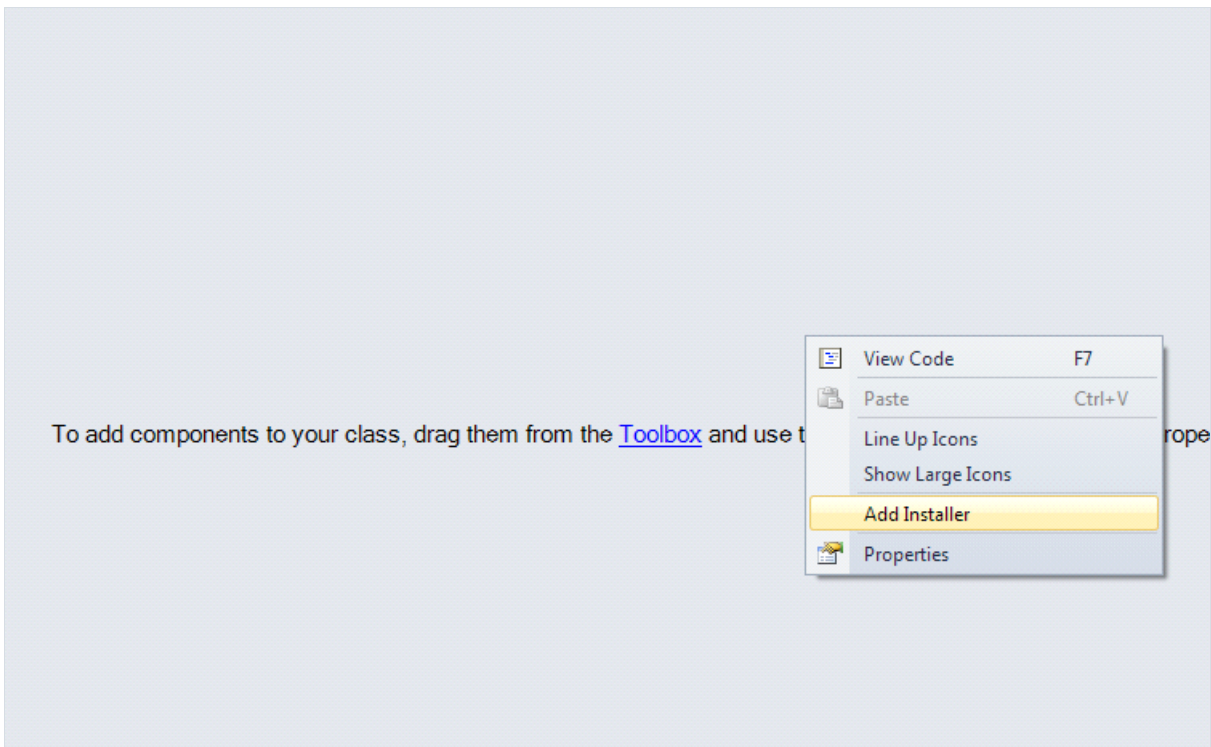 View Code F7
Paste Ctrl+V
To add components to your class, drag them from the Toolbox and use t rope
Line Up Icons
Show Large Icons
Add Installer
Properties